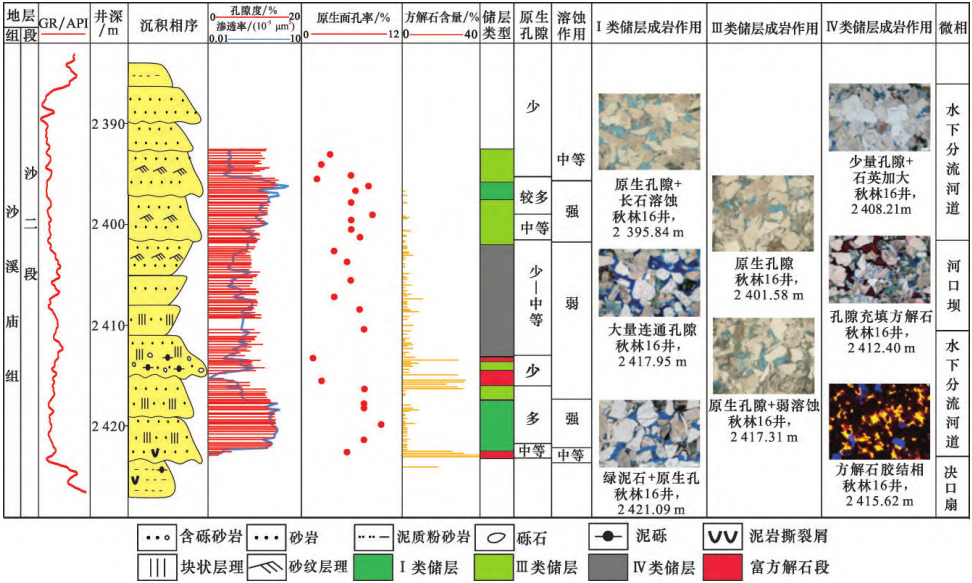 地层
组 段
GR/API
井深
/m
沉积相序
孔隙度/(%)
0 20
渗透率/(10⁻³ μm²)
0.01 10
原生面孔率/(%)
0 12
方解石含量/(%)
0 40
储层
类型
原生
孔隙
溶蚀
作用
Ⅰ类储层成岩作用
Ⅲ类储层成岩作用
Ⅳ类储层成岩作用
微相
沙溪庙组
沙二段
2 390
2 400
2 410
2 420
少
较多
中等
少—中等
少
多
中等
中等
强
弱
强
中等
原生孔隙+
长石溶蚀
秋林16井,
2 395.84 m
大量连通孔隙
秋林16井,
2 417.95 m
绿泥石+原生孔
秋林16井,
2 421.09 m
原生孔隙
秋林16井,
2 401.58 m
原生孔隙+弱溶蚀
秋林16井,
2 417.31 m
少量孔隙+
石英加大
秋林16井,
2 408.21m
孔隙充填方解石
秋林16井,
2 412.40 m
方解石胶结相
秋林16井,
2 415.62 m
水下分流河道
河口坝
水下分流河道
决口扇
含砾砂岩 砂岩 泥质粉砂岩 砾石 泥砾 泥岩撕裂屑
块状层理 砂纹层理 Ⅰ类储层 Ⅲ类储层 Ⅳ类储层 富方解石段